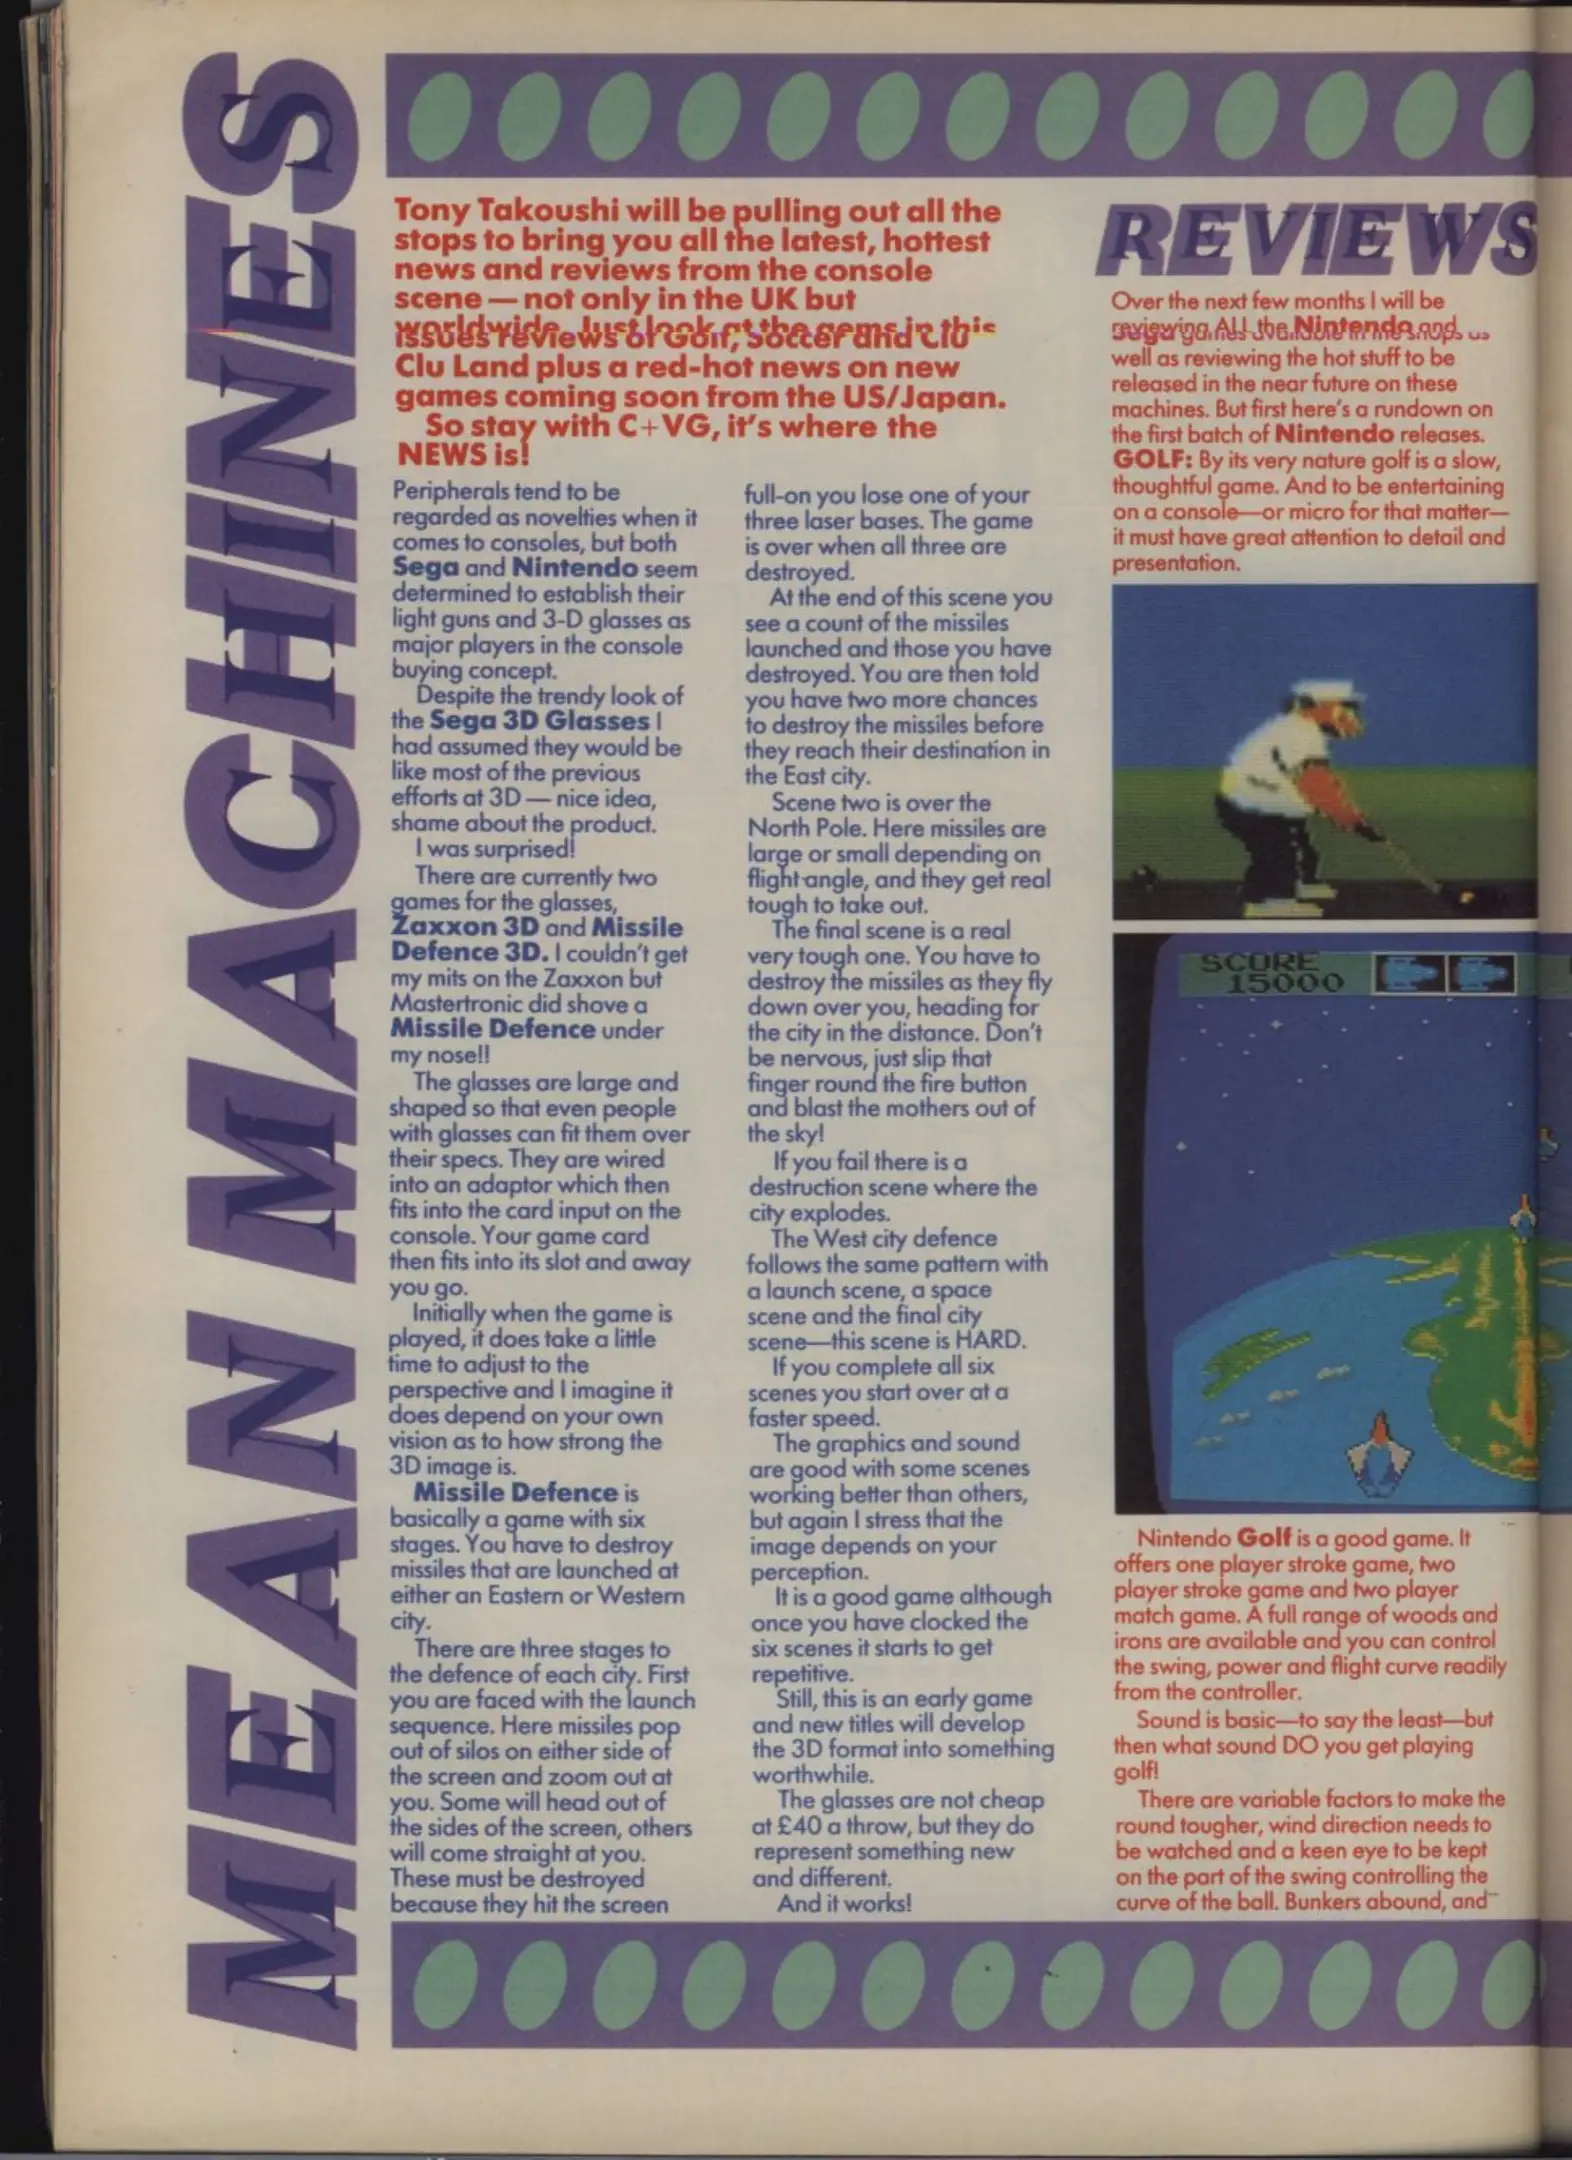 MEAN MACHINES
Tony Takoushi will be pulling out all the
stops to bring you all the latest, hottest
news and reviews from the console
scene — not only in the UK but
worldwide. Just look at the gems in this
issues reviews of Golf, Soccer and Clu
Clu Land plus a red-hot news on new
games coming soon from the US/Japan.
So stay with C+VG, it's where the
NEWS is!
Peripherals tend to be
regarded as novelties when it
comes to consoles, but both
Sega and Nintendo seem
determined to establish their
light guns and 3-D glasses as
major players in the console
buying concept.
Despite the trendy look of
the Sega 3D Glasses I
had assumed they would be
like most of the previous
efforts at 3D — nice idea,
shame about the product.
I was surprised!
There are currently two
games for the glasses,
Zaxxon 3D and Missile
Defence 3D. I couldn't get
my mits on the Zaxxon but
Mastertronic did shove a
Missile Defence under
my nose!!
The glasses are large and
shaped so that even people
with glasses can fit them over
their specs. They are wired
into an adaptor which then
fits into the card input on the
console. Your game card
then fits into its slot and away
you go.
Initially when the game is
played, it does take a little
time to adjust to the
perspective and I imagine it
does depend on your own
vision as to how strong the
3D image is.
Missile Defence is
basically a game with six
stages. You have to destroy
missiles that are launched at
either an Eastern or Western
city.
There are three stages to
the defence of each city. First
you are faced with the launch
sequence. Here missiles pop
out of silos on either side of
the screen and zoom out at
you. Some will head out of
the sides of the screen, others
will come straight at you.
These must be destroyed
because they hit the screen
full-on you lose one of your
three laser bases. The game
is over when all three are
destroyed.
At the end of this scene you
see a count of the missiles
launched and those you have
destroyed. You are then told
you have two more chances
to destroy the missiles before
they reach their destination in
the East city.
Scene two is over the
North Pole. Here missiles are
large or small depending on
flight angle, and they get real
tough to take out.
The final scene is a real
very tough one. You have to
destroy the missiles as they fly
down over you, heading for
the city in the distance. Don't
be nervous, just slip that
finger round the fire button
and blast the mothers out of
the sky!
If you fail there is a
destruction scene where the
city explodes.
The West city defence
follows the same pattern with
a launch scene, a space
scene and the final city
scene—this scene is HARD.
If you complete all six
scenes you start over at a
faster speed.
The graphics and sound
are good with some scenes
working better than others,
but again I stress that the
image depends on your
perception.
It is a good game although
once you have clocked the
six scenes it starts to get
repetitive.
Still, this is an early game
and new titles will develop
the 3D format into something
worthwhile.
The glasses are not cheap
at £40 a throw, but they do
represent something new
and different.
And it works!
REVIEWS
Over the next few months I will be
reviewing ALL the Nintendo and
Sega games available in the shops as
well as reviewing the hot stuff to be
released in the near future on these
machines. But first here's a rundown on
the first batch of Nintendo releases.
GOLF: By its very nature golf is a slow,
thoughtful game. And to be entertaining
on a console—or micro for that matter—
it must have great attention to detail and
presentation.
SCORE
15000
Nintendo Golf is a good game. It
offers one player stroke game, two
player stroke game and two player
match game. A full range of woods and
irons are available and you can control
the swing, power and flight curve readily
from the controller.
Sound is basic—to say the least—but
then what sound DO you get playing
golf!
There are variable factors to make the
round tougher, wind direction needs to
be watched and a keen eye to be kept
on the part of the swing controlling the
curve of the ball. Bunkers abound, and